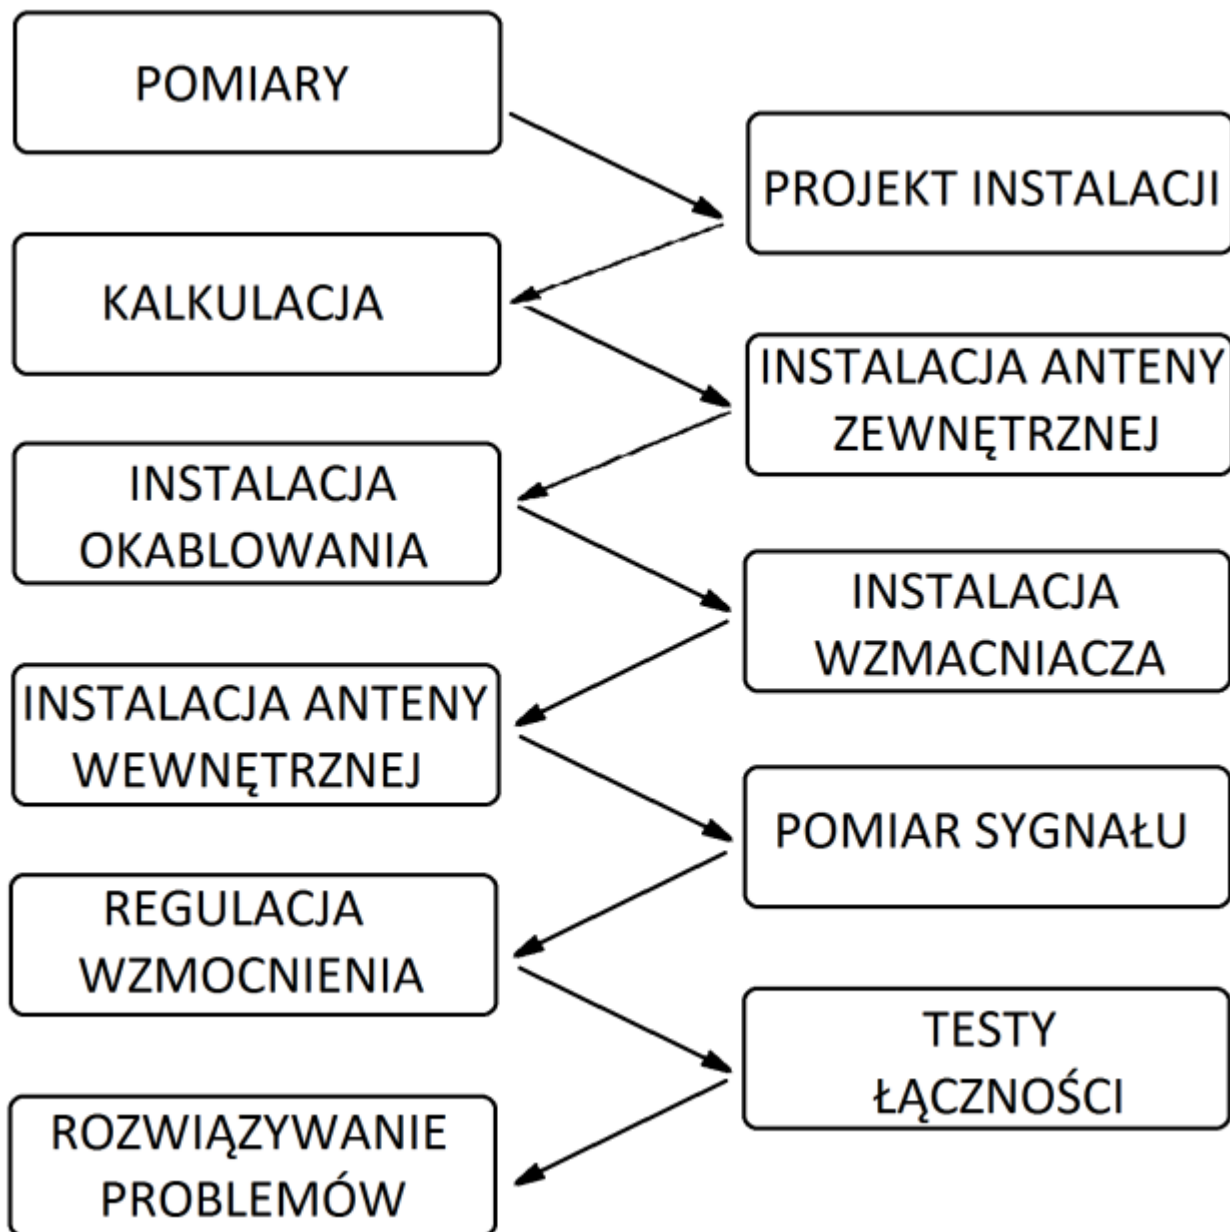 POMIARY
PROJEKT INSTALACJI
KALKULACJA
INSTALACJA ANTENY
ZEWNĘTRZNEJ
INSTALACJA
OKABLOWANIA
INSTALACJA
WZMACNIACZA
INSTALACJA ANTENY
WEWNĘTRZNEJ
POMIAR SYGNAŁU
REGULACJA
WZMOCNIENIA
TESTY
ŁĄCZNOŚCI
ROZWIĄZYWANIE
PROBLEMÓW